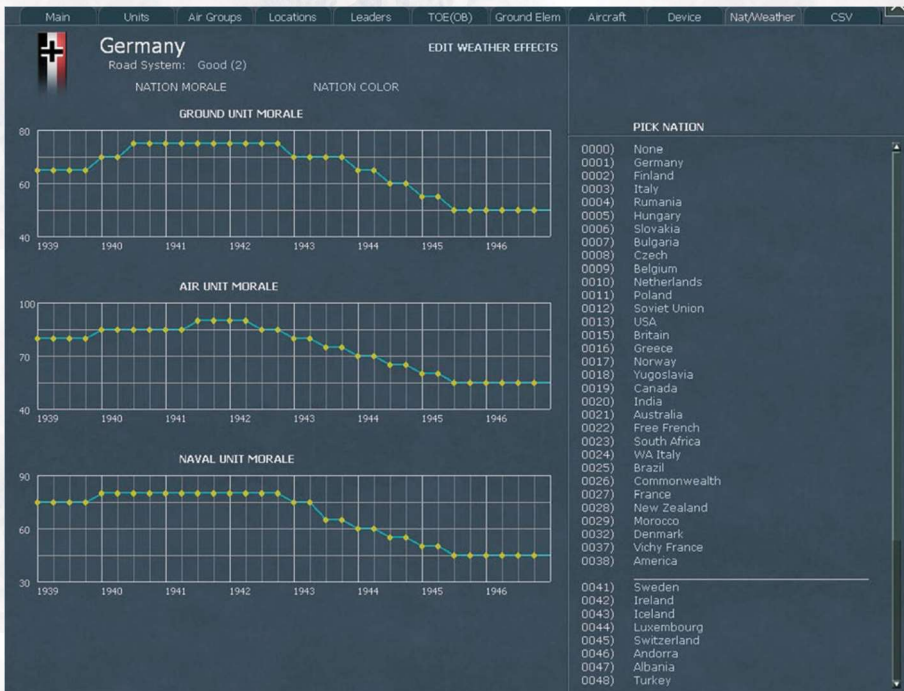 Main Units Air Groups Locations Leaders TOE(OB) Ground Elem Aircraft Device Nat/Weather CSV
Germany
EDIT WEATHER EFFECTS
Road System: Good (2)
NATION MORALE NATION COLOR
GROUND UNIT MORALE
80
60
40
1939 1940 1941 1942 1943 1944 1945 1946
AIR UNIT MORALE
100
70
40
1939 1940 1941 1942 1943 1944 1945 1946
NAVAL UNIT MORALE
90
60
30
1939 1940 1941 1942 1943 1944 1945 1946
PICK NATION
0000) None
0001) Germany
0002) Finland
0003) Italy
0004) Rumania
0005) Hungary
0006) Slovakia
0007) Bulgaria
0008) Czech
0009) Belgium
0010) Netherlands
0011) Poland
0012) Soviet Union
0013) USA
0015) Britain
0016) Greece
0017) Norway
0018) Yugoslavia
0019) Canada
0020) India
0021) Australia
0022) Free French
0023) South Africa
0024) WA Italy
0025) Brazil
0026) Commonwealth
0027) France
0028) New Zealand
0029) Morocco
0032) Denmark
0037) Vichy France
0038) America
0041) Sweden
0042) Ireland
0043) Iceland
0044) Luxembourg
0045) Switzerland
0046) Andorra
0047) Albania
0048) Turkey